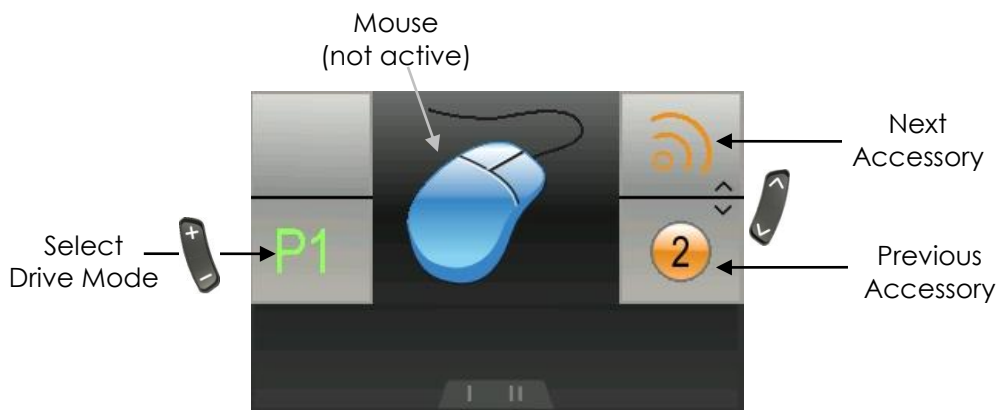 Mouse
(not active)
Next
Accessory
Select
Drive Mode
+
−
P1
2
Previous
Accessory
I II